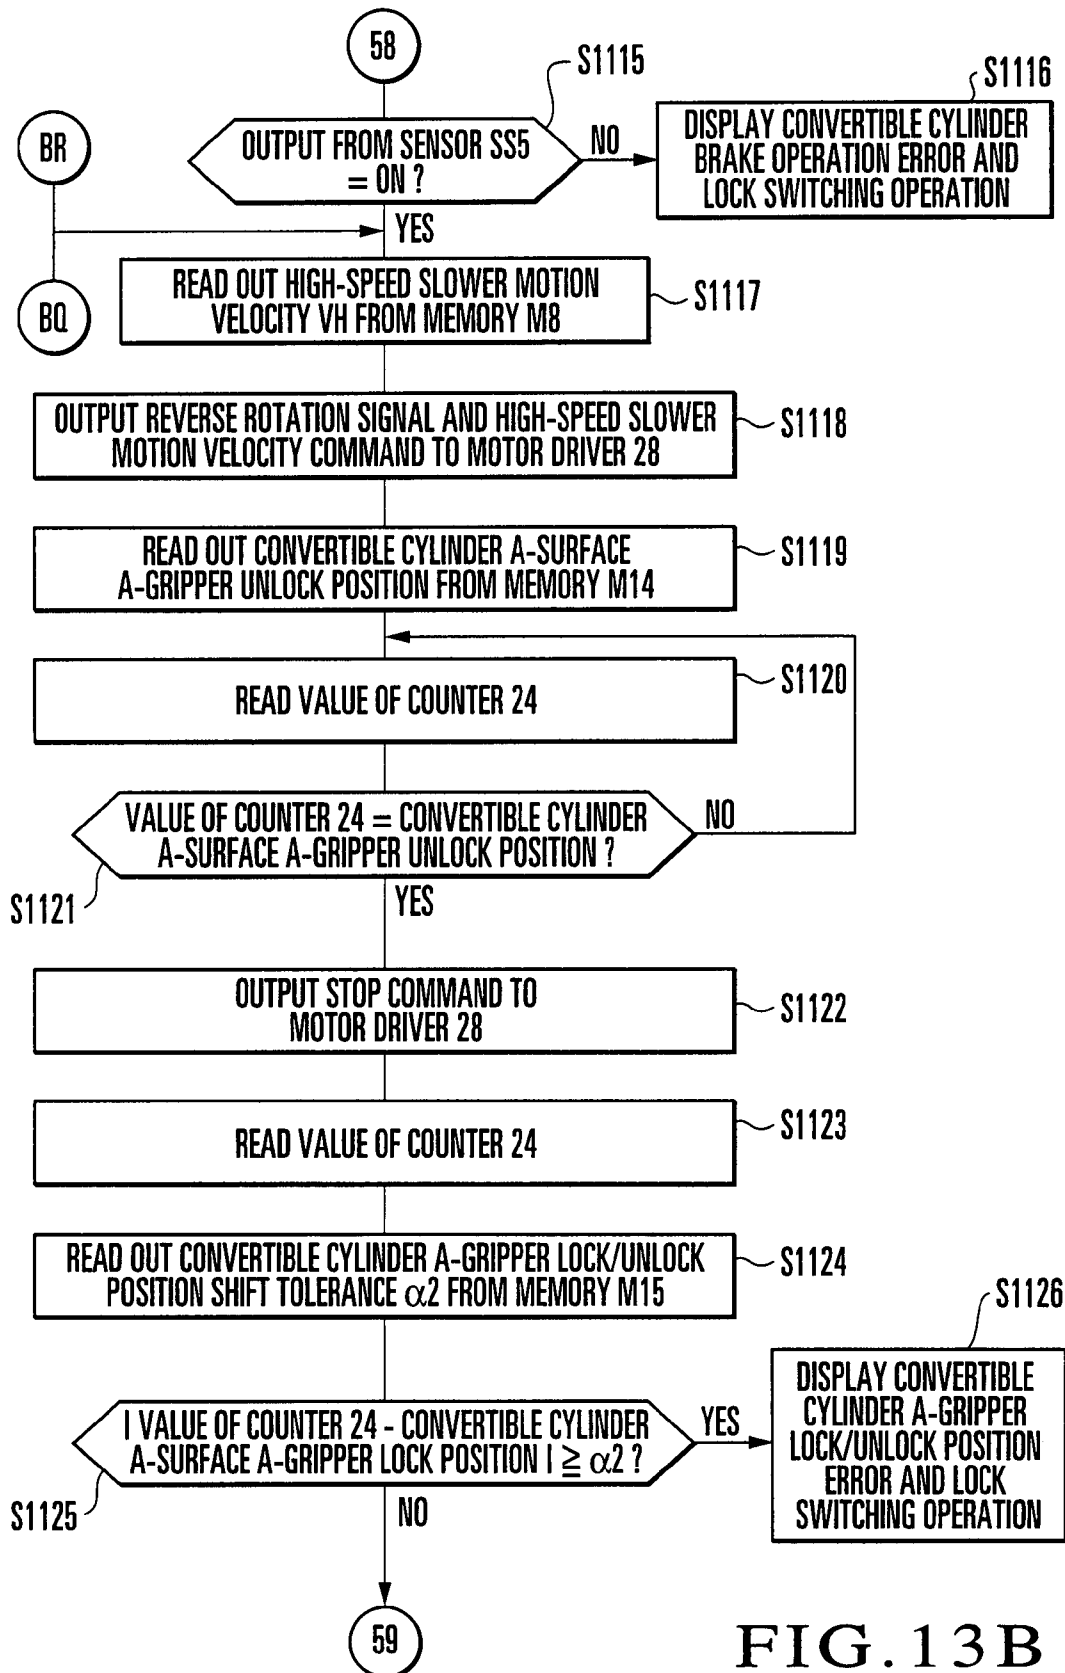 58
S1115
S1116
BR
OUTPUT FROM SENSOR SS5
= ON ?
NO
DISPLAY CONVERTIBLE CYLINDER
BRAKE OPERATION ERROR AND
LOCK SWITCHING OPERATION
YES
BQ
READ OUT HIGH-SPEED SLOWER MOTION
VELOCITY VH FROM MEMORY M8
S1117
OUTPUT REVERSE ROTATION SIGNAL AND HIGH-SPEED SLOWER
MOTION VELOCITY COMMAND TO MOTOR DRIVER 28
S1118
READ OUT CONVERTIBLE CYLINDER A-SURFACE
A-GRIPPER UNLOCK POSITION FROM MEMORY M14
S1119
READ VALUE OF COUNTER 24
S1120
VALUE OF COUNTER 24 = CONVERTIBLE CYLINDER
A-SURFACE A-GRIPPER UNLOCK POSITION ?
NO
S1121
YES
OUTPUT STOP COMMAND TO
MOTOR DRIVER 28
S1122
READ VALUE OF COUNTER 24
S1123
READ OUT CONVERTIBLE CYLINDER A-GRIPPER LOCK/UNLOCK
POSITION SHIFT TOLERANCE α2 FROM MEMORY M15
S1124
S1126
I VALUE OF COUNTER 24 - CONVERTIBLE CYLINDER
A-SURFACE A-GRIPPER LOCK POSITION I ≧ α2 ?
YES
DISPLAY CONVERTIBLE
CYLINDER A-GRIPPER
LOCK/UNLOCK POSITION
ERROR AND LOCK
SWITCHING OPERATION
S1125
NO
59
FIG.13B